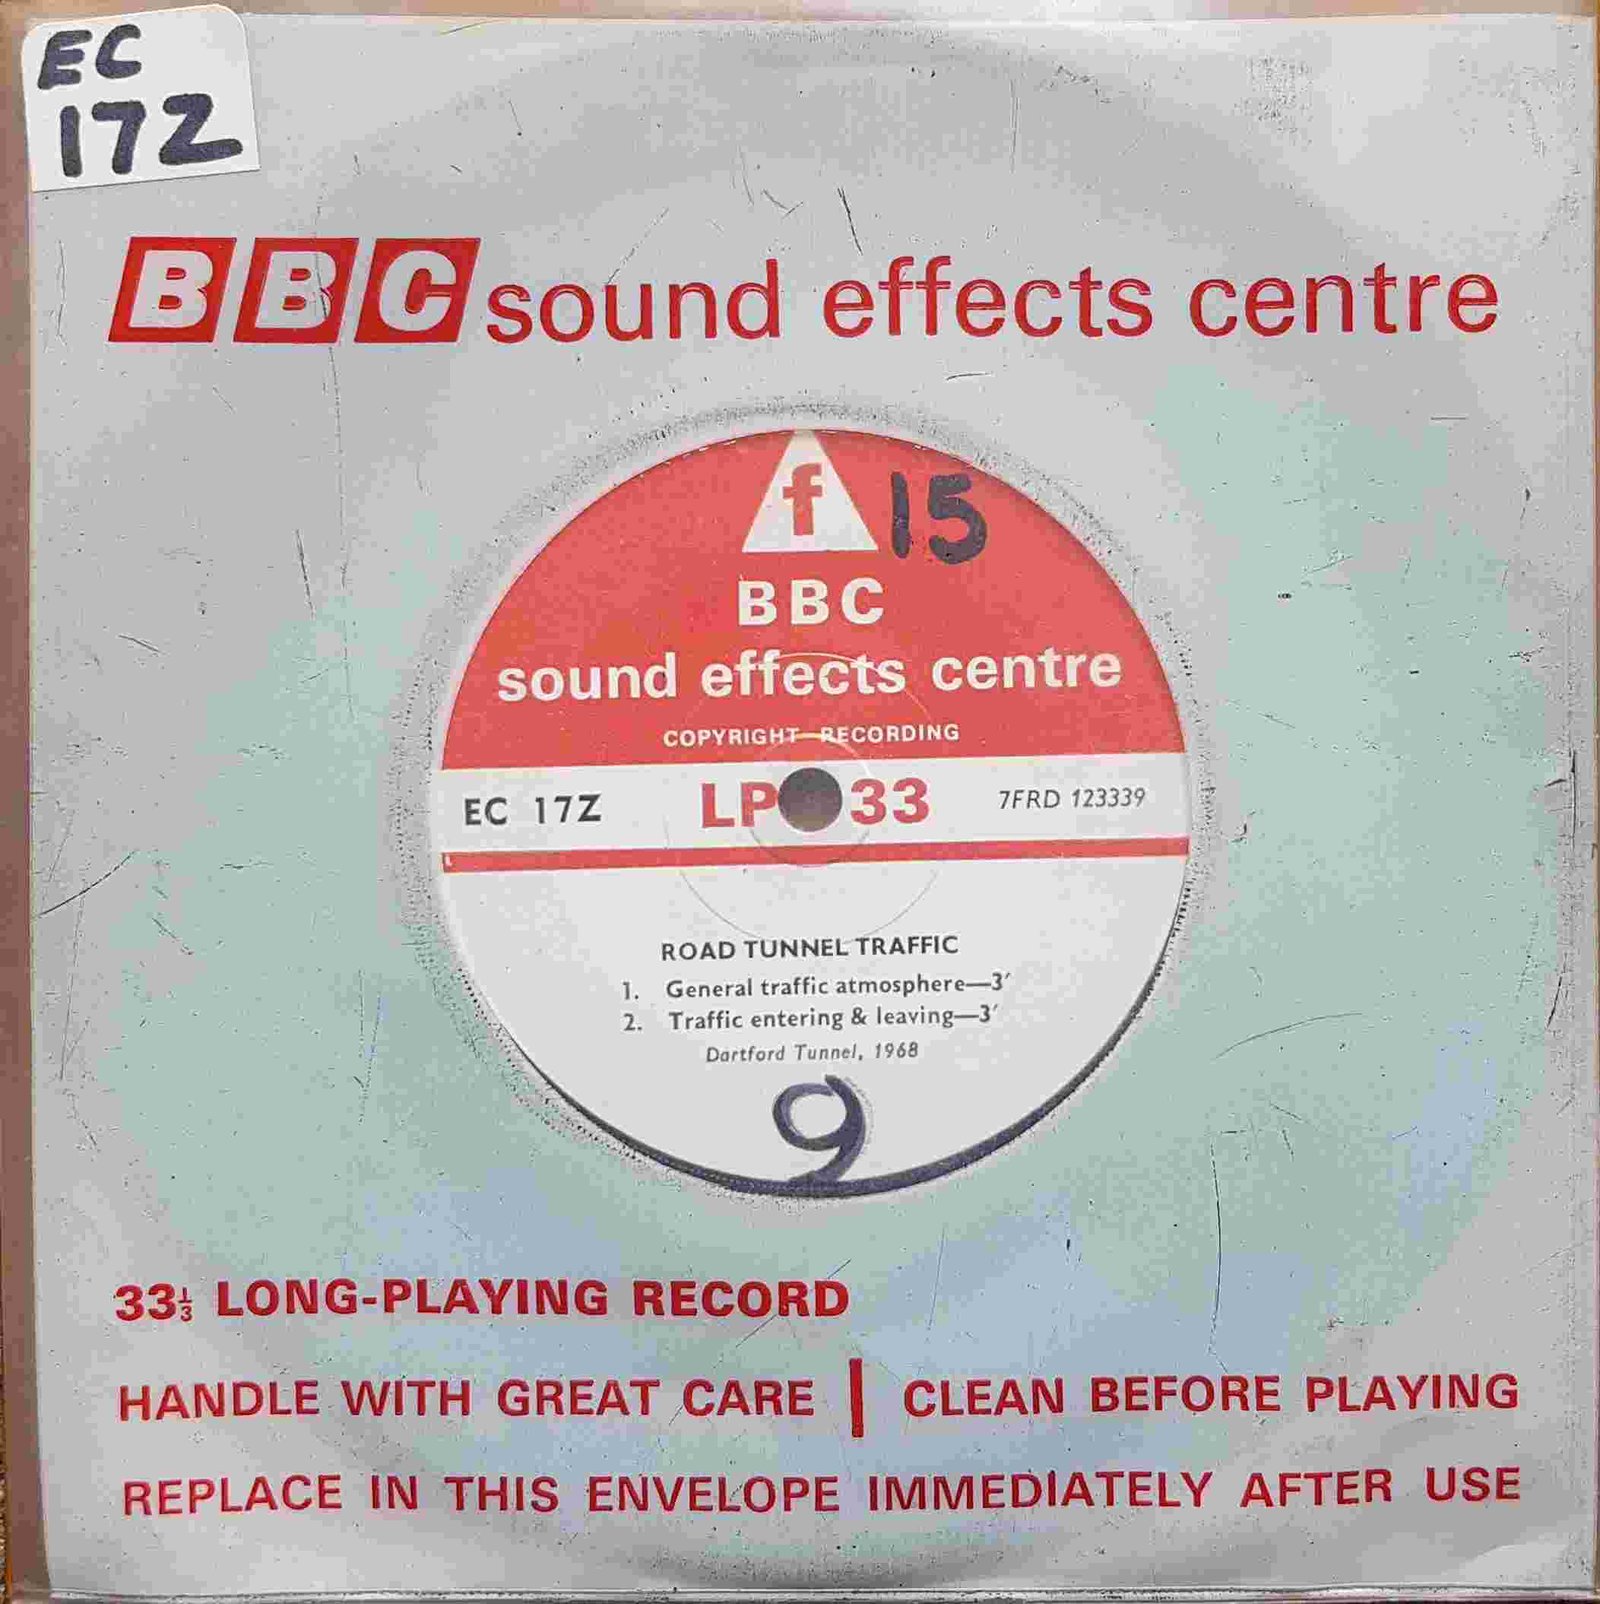 EC
17Z
BBC sound effects centre
f 15
BBC
sound effects centre
COPYRIGHT RECORDING
EC 17Z LP 33 7FRD 123339
ROAD TUNNEL TRAFFIC
1. General traffic atmosphere—3′
2. Traffic entering & leaving—3′
Dartford Tunnel, 1968
9
33⅓ LONG-PLAYING RECORD
HANDLE WITH GREAT CARE | CLEAN BEFORE PLAYING
REPLACE IN THIS ENVELOPE IMMEDIATELY AFTER USE